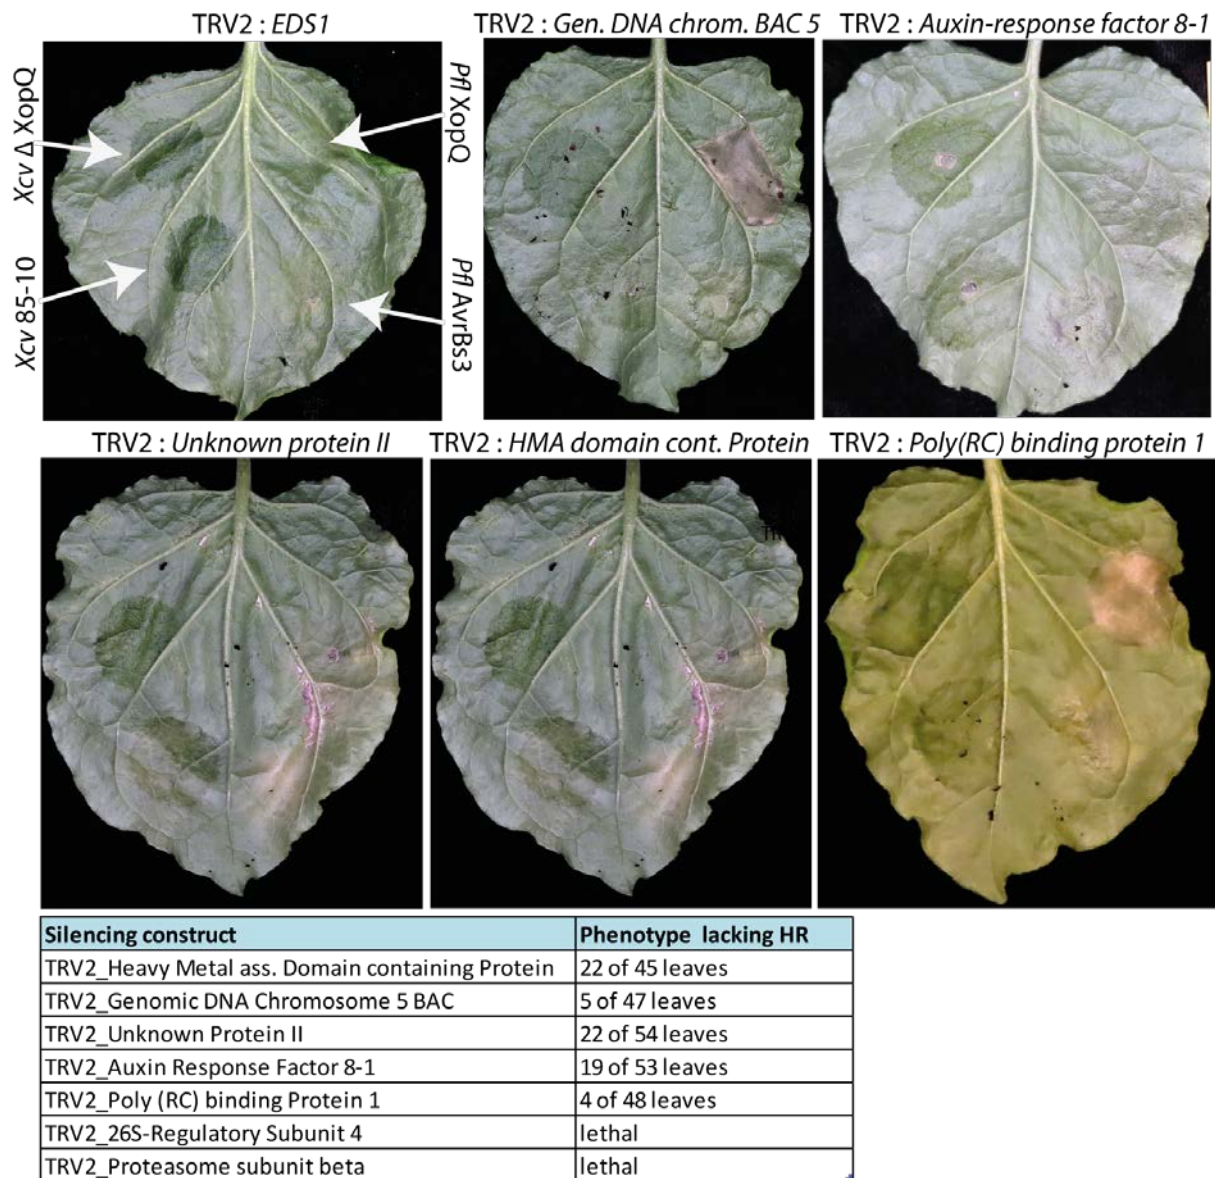 TRV2 : EDS1
TRV2 : Gen. DNA chrom. BAC 5
TRV2 : Auxin-response factor 8-1
Xcv Δ XopQ
Pfl XopQ
Xcv 85-10
Pfl AvrBs3
TRV2 : Unknown protein II
TRV2 : HMA domain cont. Protein
TRV2 : Poly(RC) binding protein 1
Silencing construct Phenotype lacking HR
TRV2_Heavy Metal ass. Domain containing Protein 22 of 45 leaves
TRV2_Genomic DNA Chromosome 5 BAC 5 of 47 leaves
TRV2_Unknown Protein II 22 of 54 leaves
TRV2_Auxin Response Factor 8-1 19 of 53 leaves
TRV2_Poly (RC) binding Protein 1 4 of 48 leaves
TRV2_26S-Regulatory Subunit 4 lethal
TRV2_Proteasome subunit beta lethal